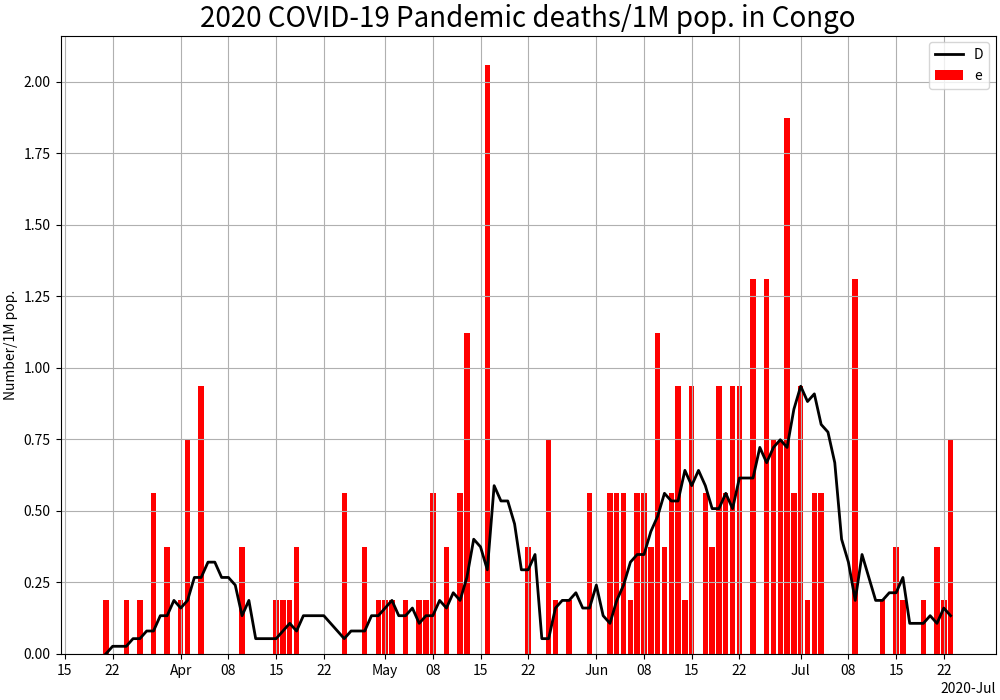 2020 COVID-19 Pandemic deaths/1M pop. in Congo
D
e
Number/1M pop.
2.00
1.75
1.50
1.25
1.00
0.75
0.50
0.25
0.00
15 22 Apr 08 15 22 May 08 15 22 Jun 08 15 22 Jul 08 15 22
2020-Jul